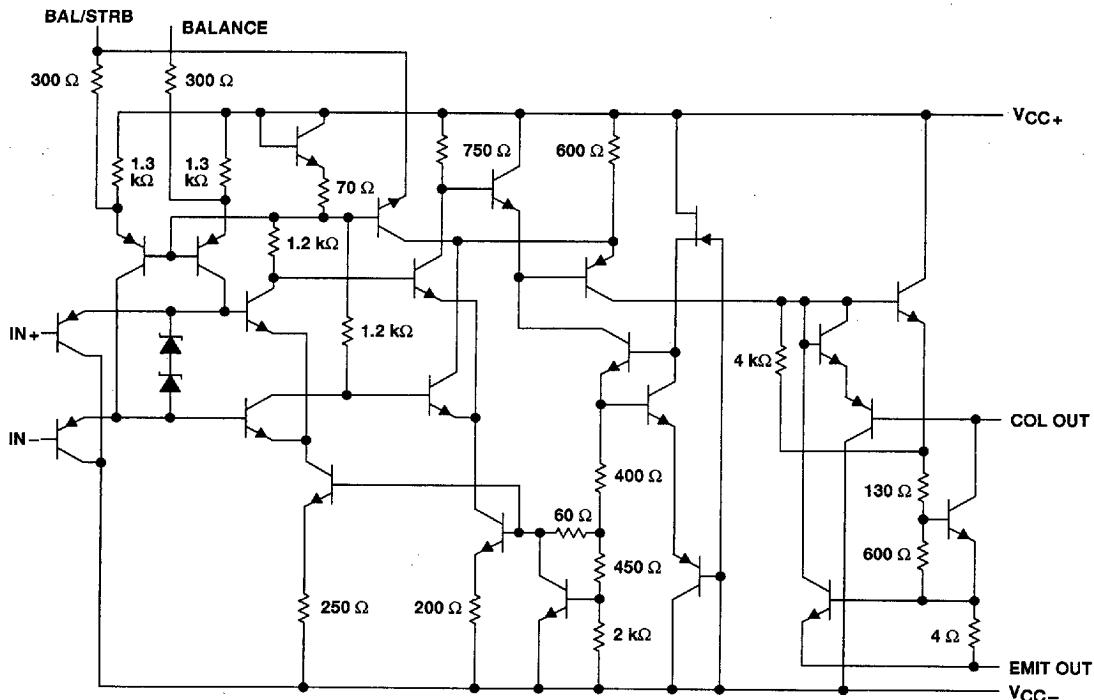 BAL/STRB
BALANCE
300 Ω
300 Ω
VCC+
1.3
kΩ
1.3
kΩ
750 Ω
600 Ω
70 Ω
1.2 kΩ
IN+
1.2 kΩ
4 kΩ
IN−
COL OUT
400 Ω
130 Ω
60 Ω
600 Ω
450 Ω
250 Ω
200 Ω
2 kΩ
4 Ω
EMIT OUT
VCC−